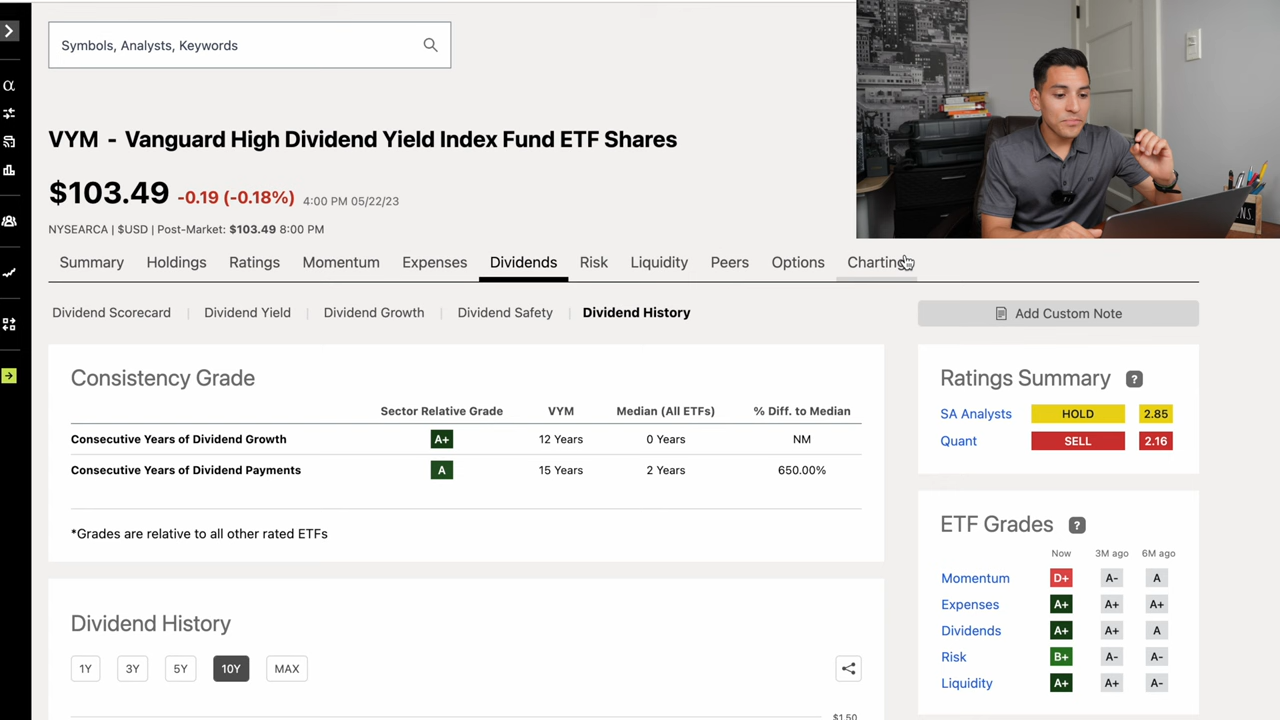 Symbols, Analysts, Keywords
VYM - Vanguard High Dividend Yield Index Fund ETF Shares
$103.49 -0.19 (-0.18%) 4:00 PM 05/22/23
NYSEARCA | $USD | Post-Market: $103.49 8:00 PM
Summary Holdings Ratings Momentum Expenses Dividends Risk Liquidity Peers Options Charting
Dividend Scorecard | Dividend Yield | Dividend Growth | Dividend Safety | Dividend History
Add Custom Note
Consistency Grade
Sector Relative Grade VYM Median (All ETFs) % Diff. to Median
Consecutive Years of Dividend Growth A+ 12 Years 0 Years NM
Consecutive Years of Dividend Payments A 15 Years 2 Years 650.00%
*Grades are relative to all other rated ETFs
Dividend History
1Y 3Y 5Y 10Y MAX
$1.50
Ratings Summary ?
SA Analysts HOLD 2.85
Quant SELL 2.16
ETF Grades ?
Now 3M ago 6M ago
Momentum D+ A- A
Expenses A+ A+ A+
Dividends A+ A+ A
Risk B+ A- A-
Liquidity A+ A+ A-